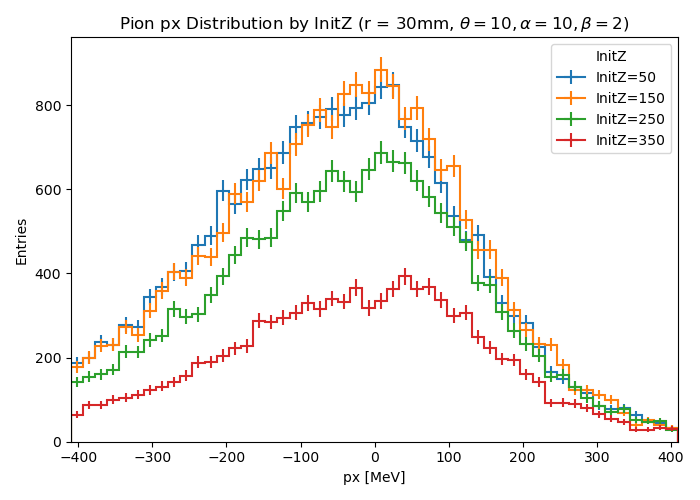 Pion px Distribution by InitZ (r = 30mm, θ = 10, α = 10, β = 2)
InitZ
InitZ=50
InitZ=150
InitZ=250
InitZ=350
Entries
800
600
400
200
0
−400 −300 −200 −100 0 100 200 300 400
px [MeV]